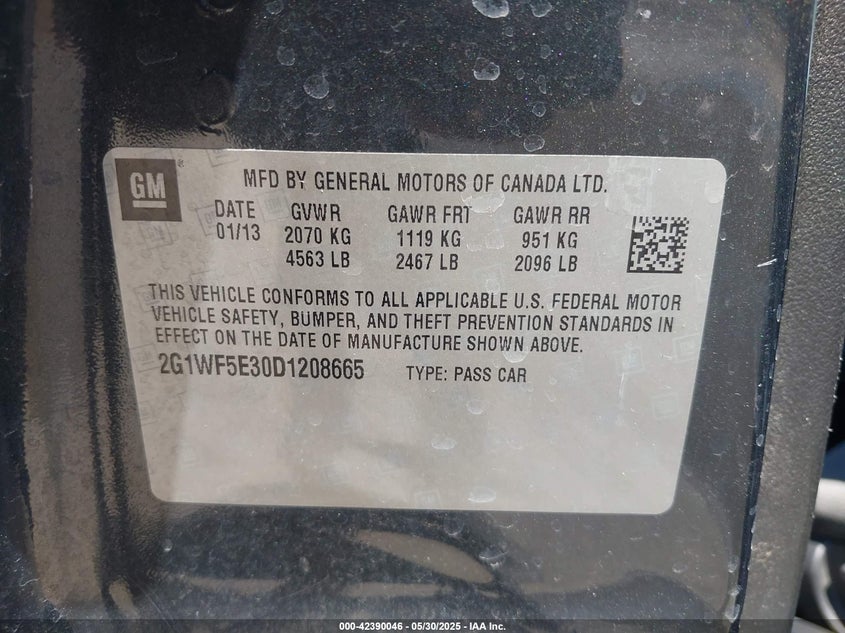 GM ®
MFD BY GENERAL MOTORS OF CANADA LTD.
DATE GVWR GAWR FRT GAWR RR
01/13 2070 KG 1119 KG 951 KG
4563 LB 2467 LB 2096 LB
THIS VEHICLE CONFORMS TO ALL APPLICABLE U.S. FEDERAL MOTOR
VEHICLE SAFETY, BUMPER, AND THEFT PREVENTION STANDARDS IN
EFFECT ON THE DATE OF MANUFACTURE SHOWN ABOVE.
2G1WF5E30D1208665 TYPE: PASS CAR
000-42390046 - 05/30/2025 - IAA Inc.